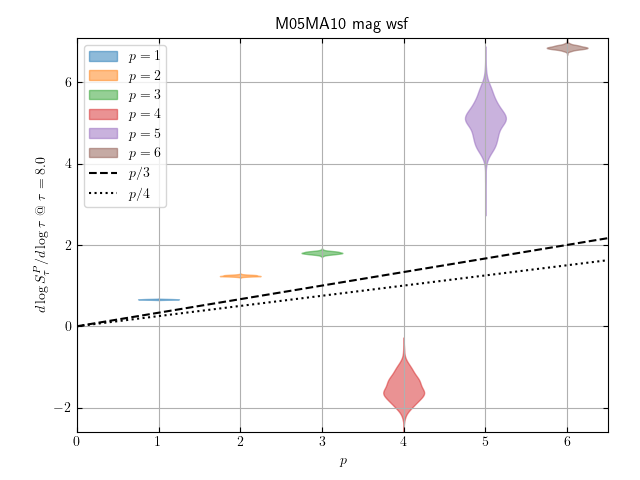 M05MA10 mag wsf
d log S_τ^P / d log τ @ τ = 8.0
6
4
2
0
−2
p = 1
p = 2
p = 3
p = 4
p = 5
p = 6
p/3
p/4
0 1 2 3 4 5 6
p